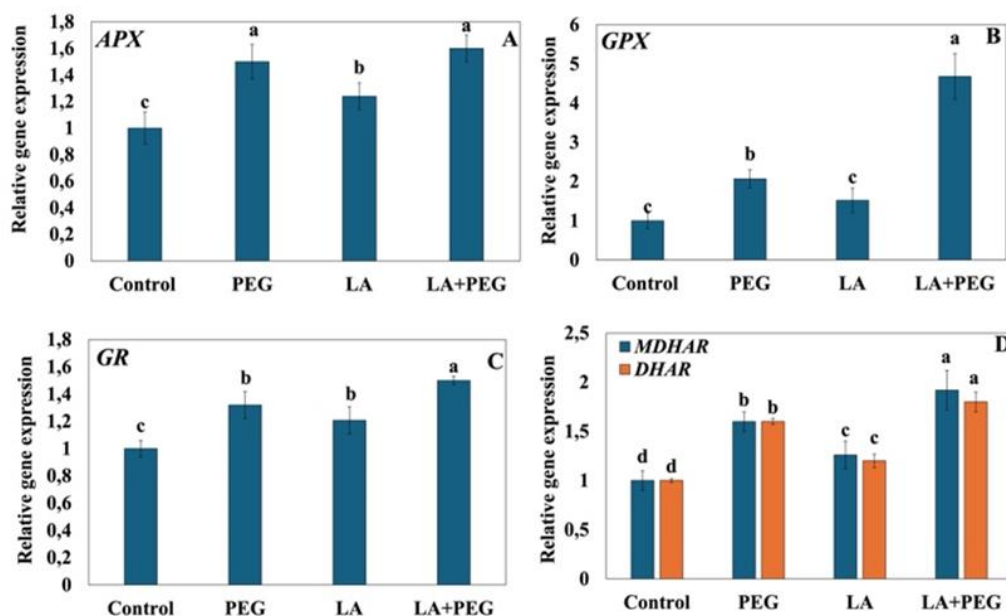 APX
A
Relative gene expression
1,8
1,6
1,4
1,2
1
0,8
0,6
0,4
0,2
0
c
a
b
a
Control PEG LA LA+PEG
GPX
B
Relative gene expression
6
5
4
3
2
1
0
c
b
c
a
Control PEG LA LA+PEG
GR
C
Relative gene expression
1,8
1,6
1,4
1,2
1
0,8
0,6
0,4
0,2
0
c
b
b
a
Control PEG LA LA+PEG
MDHAR
DHAR
D
Relative gene expression
2,5
2
1,5
1
0,5
0
d d
b b
c c
a a
Control PEG LA LA+PEG